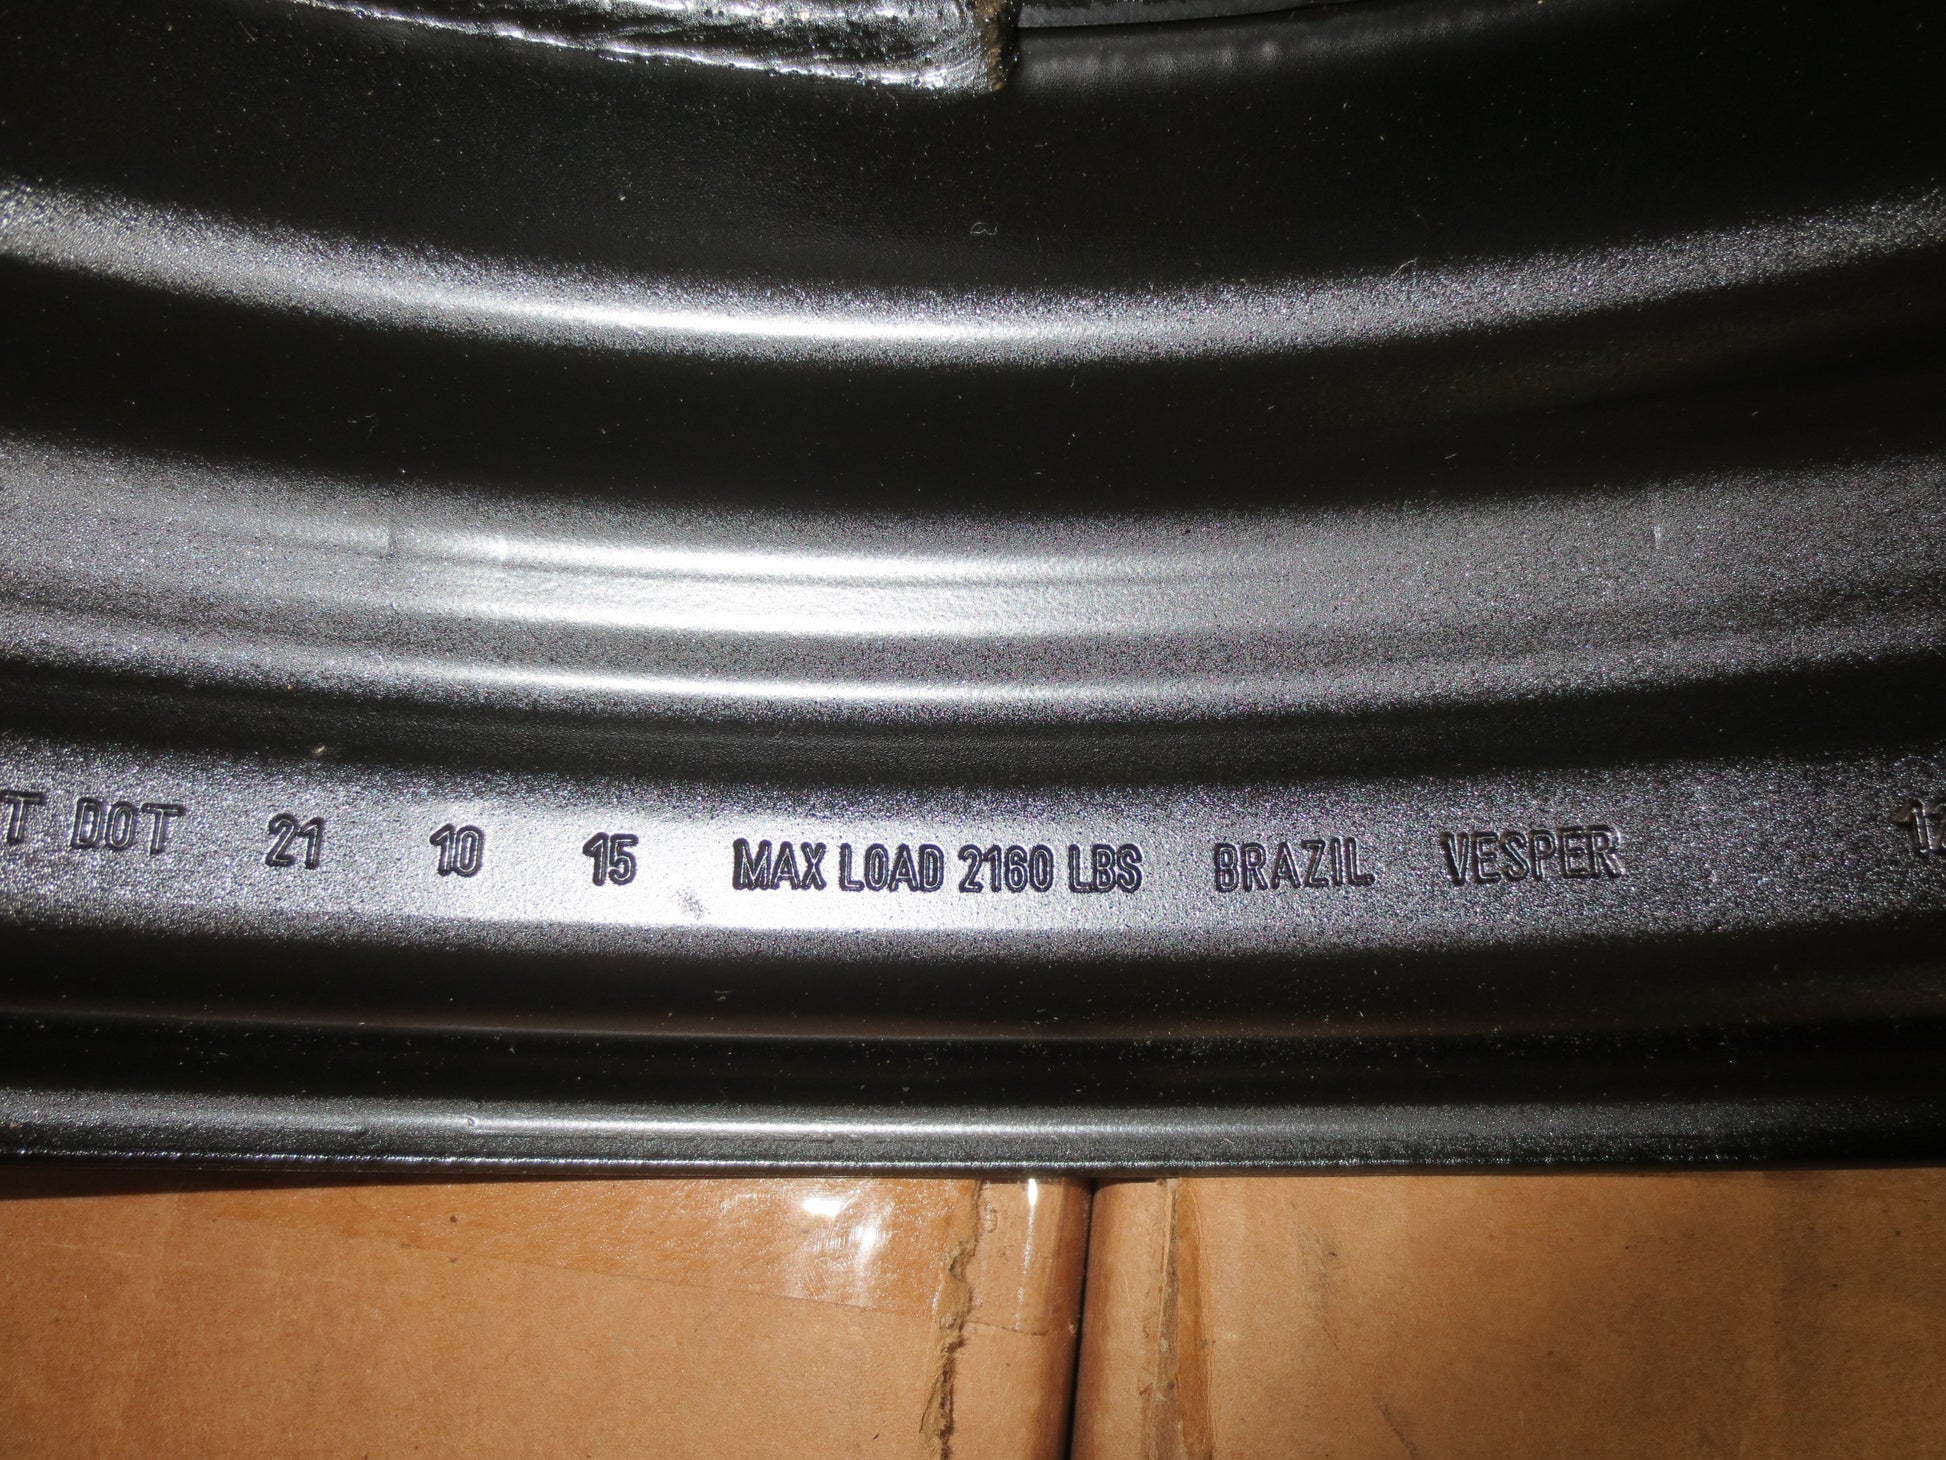 T DOT 21 10 15 MAX LOAD 2160 LBS BRAZIL VESPER